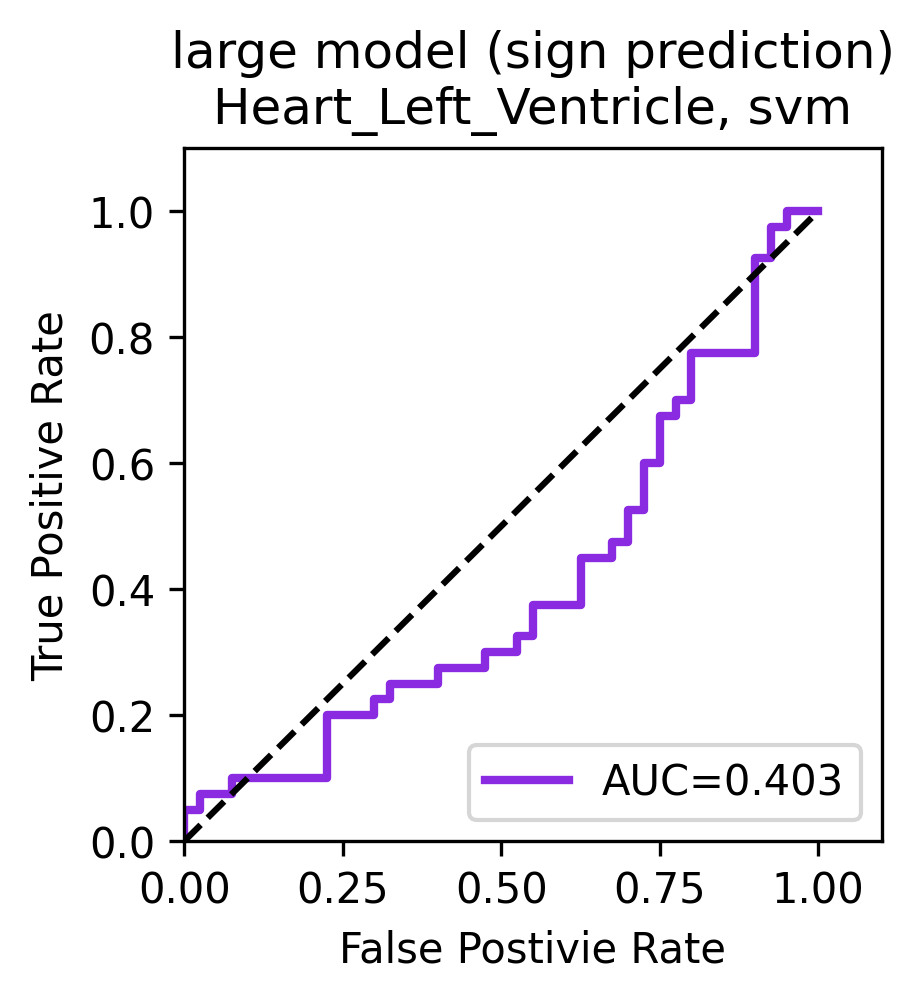 large model (sign prediction)
Heart_Left_Ventricle, svm
1.0
0.8
0.6
0.4
0.2
0.0
True Positive Rate
AUC=0.403
0.00 0.25 0.50 0.75 1.00
False Postivie Rate